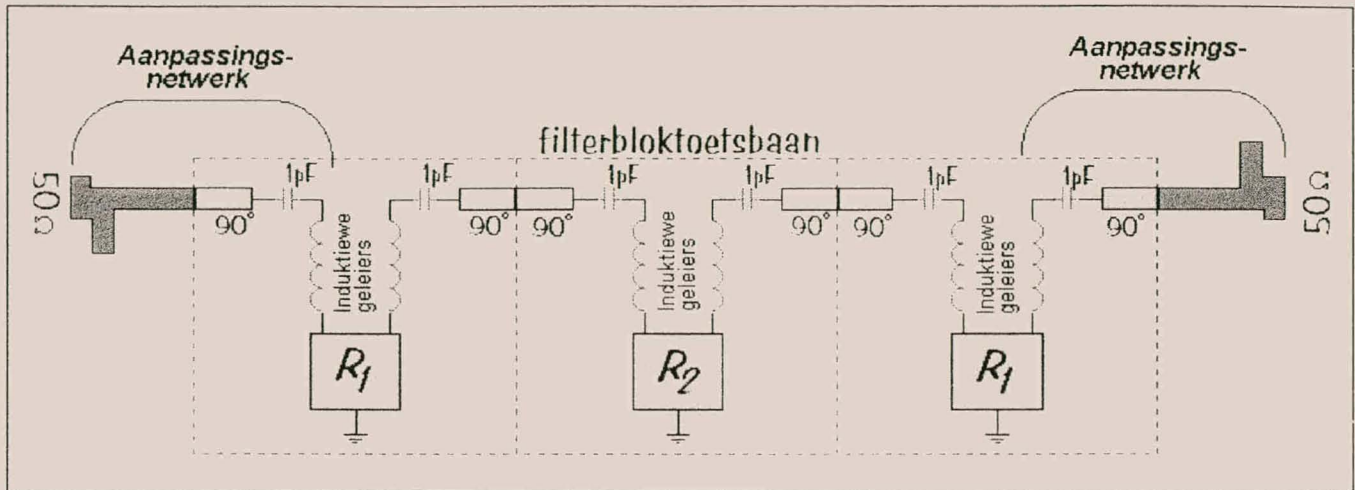 Aanpassings-
netwerk
Aanpassings-
netwerk
filterbloktoetsbaan
50Ω
1pF
1pF
1pF
1pF
1pF
1pF
50Ω
90°
90°
90°
90°
90°
90°
Induktiewe
geleiers
Induktiewe
geleiers
Induktiewe
geleiers
R1
R2
R1